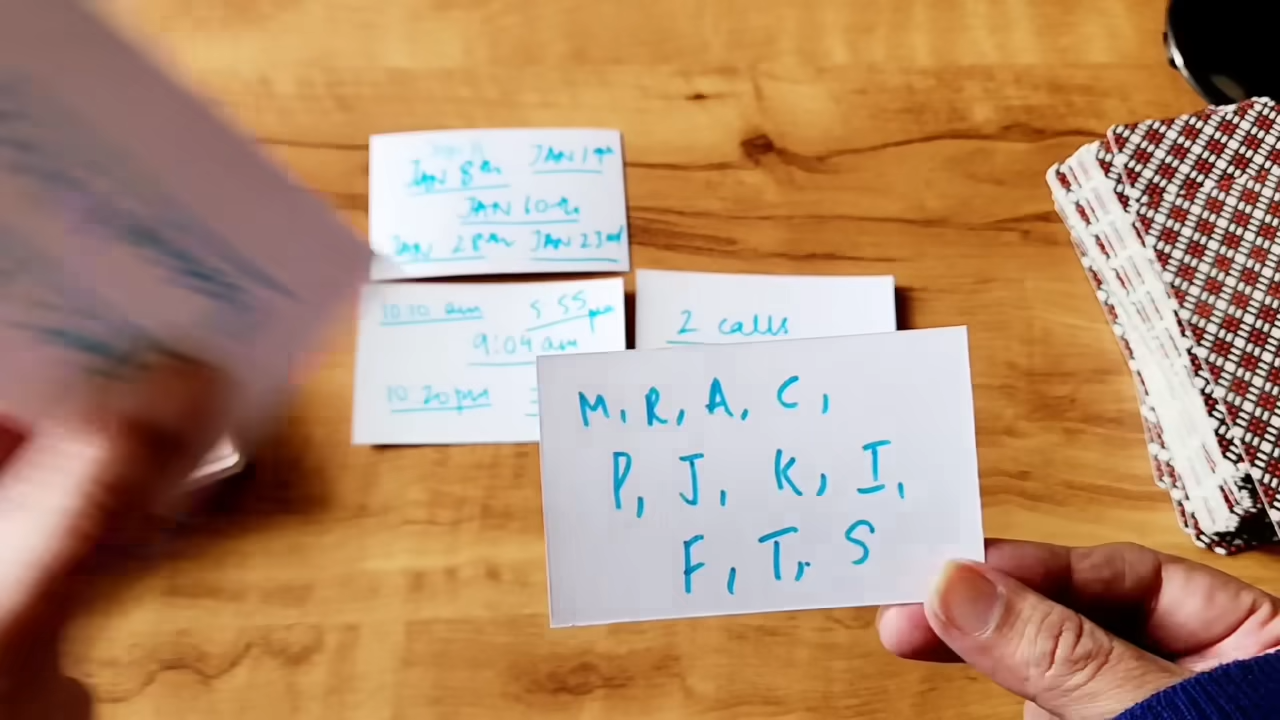 JAN 8th JAN 19th
JAN 10th
JAN 28th JAN 23rd
10:10 am 5:55 pm
9:04 am
10:20 pm
2 calls
M, R, A, C,
P, J, K, I,
F, T, S